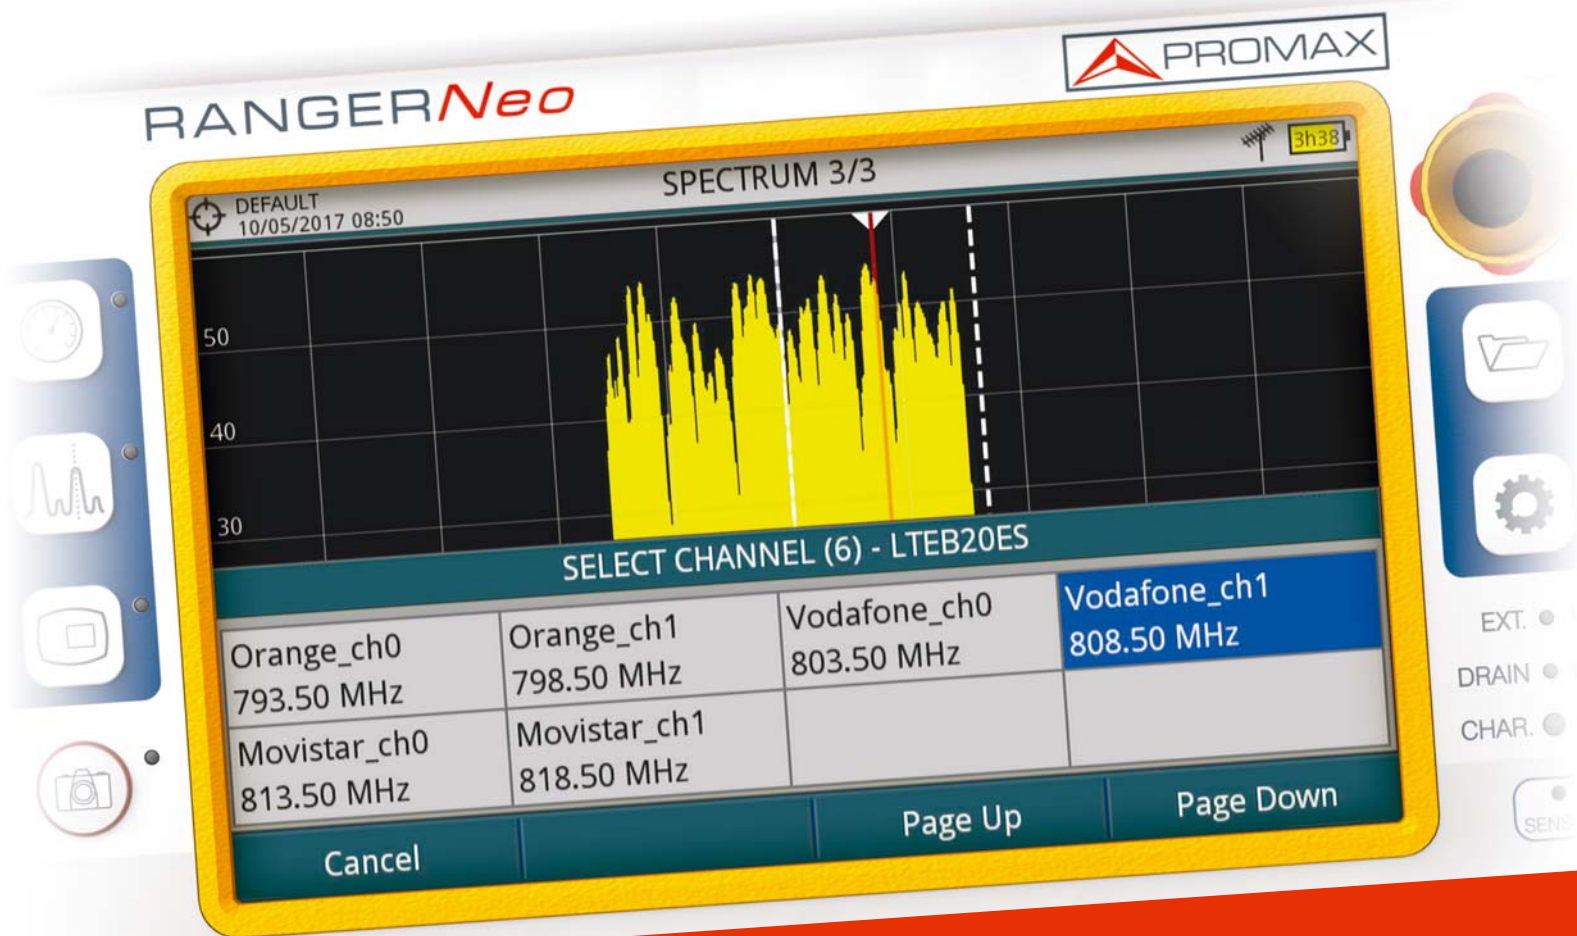 PROMAX
RANGERNeo
DEFAULT
10/05/2017 08:50
SPECTRUM 3/3
3h38
50
40
30
SELECT CHANNEL (6) - LTEB20ES
Orange_ch0
793.50 MHz
Orange_ch1
798.50 MHz
Vodafone_ch0
803.50 MHz
Vodafone_ch1
808.50 MHz
Movistar_ch0
813.50 MHz
Movistar_ch1
818.50 MHz
Cancel
Page Up
Page Down
EXT.
DRAIN
CHAR.